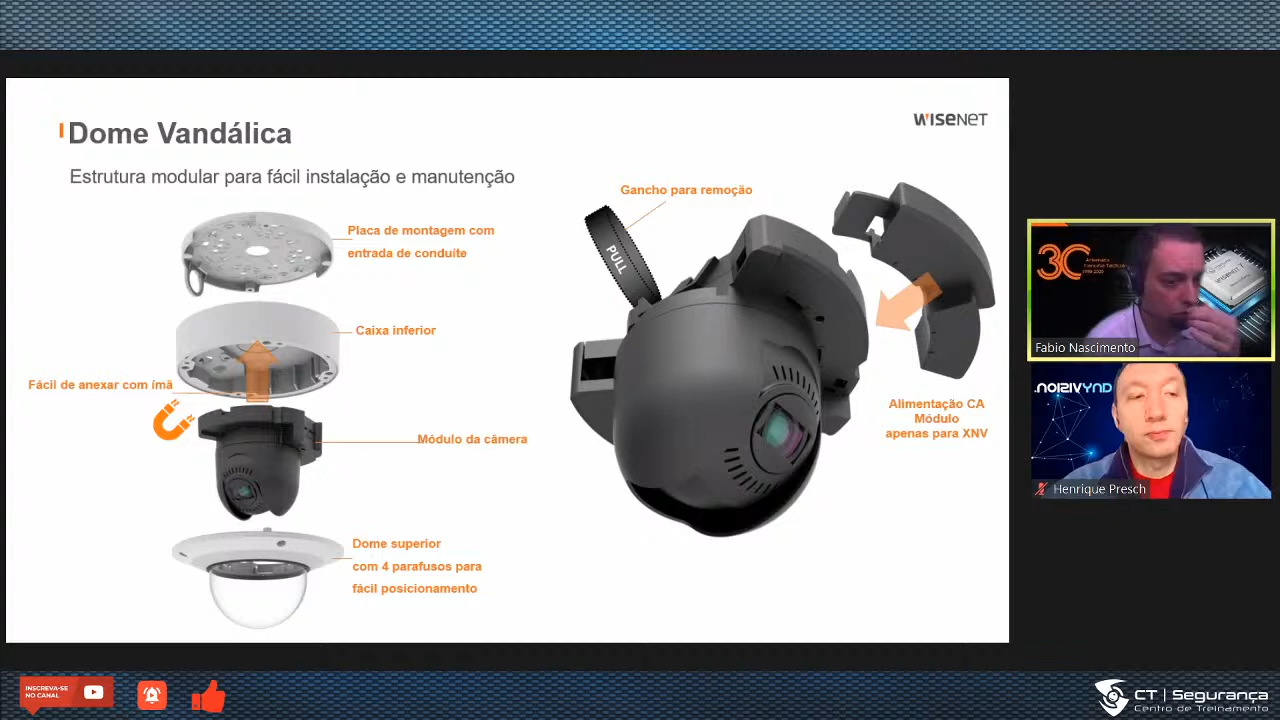 Dome Vandálica
WISENET
Estrutura modular para fácil instalação e manutenção
Gancho para remoção
Placa de montagem com
entrada de conduíte
PULL
Caixa inferior
Fácil de anexar com ímã
Módulo da câmera
Alimentação CA
Módulo
apenas para XNV
Dome superior
com 4 parafusos para
fácil posicionamento
Fabio Nascimento
DNYVISION.
Henrique Presch
INSCREVA-SE
NO CANAL
CT | Segurança
Centro de Treinamento